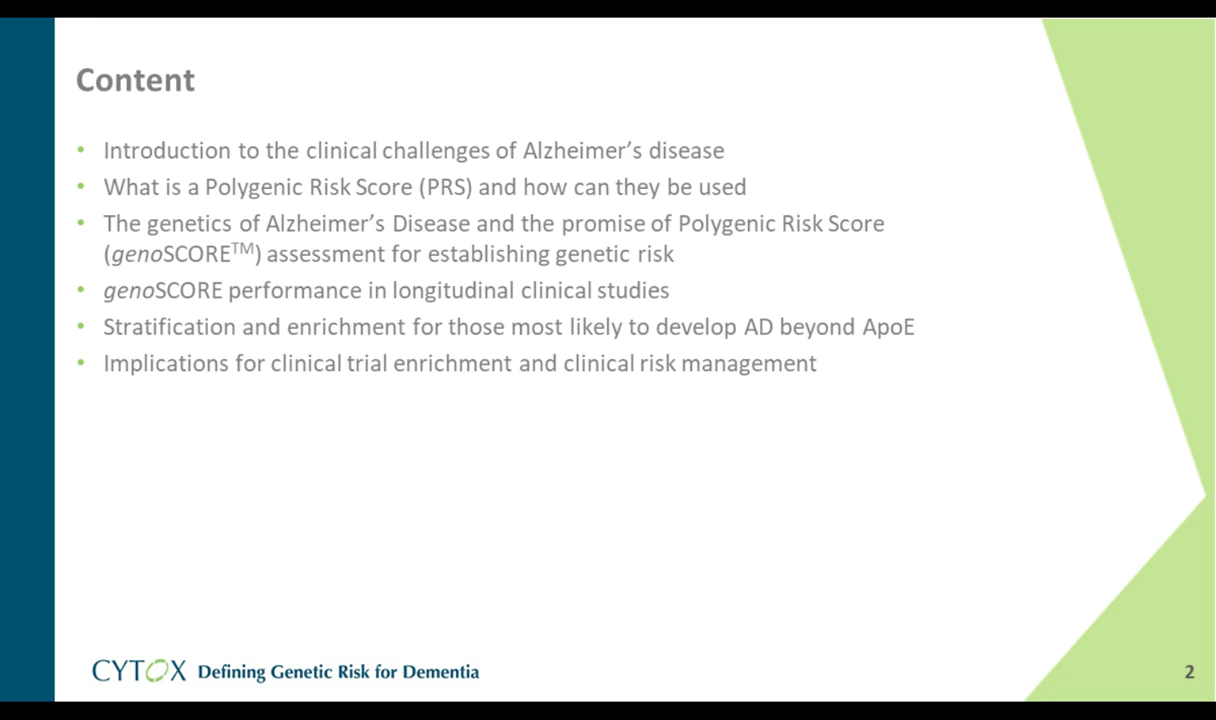 Content
• Introduction to the clinical challenges of Alzheimer’s disease
• What is a Polygenic Risk Score (PRS) and how can they be used
• The genetics of Alzheimer’s Disease and the promise of Polygenic Risk Score
(genoSCORE™) assessment for establishing genetic risk
• genoSCORE performance in longitudinal clinical studies
• Stratification and enrichment for those most likely to develop AD beyond ApoE
• Implications for clinical trial enrichment and clinical risk management
CYTOX Defining Genetic Risk for Dementia
2